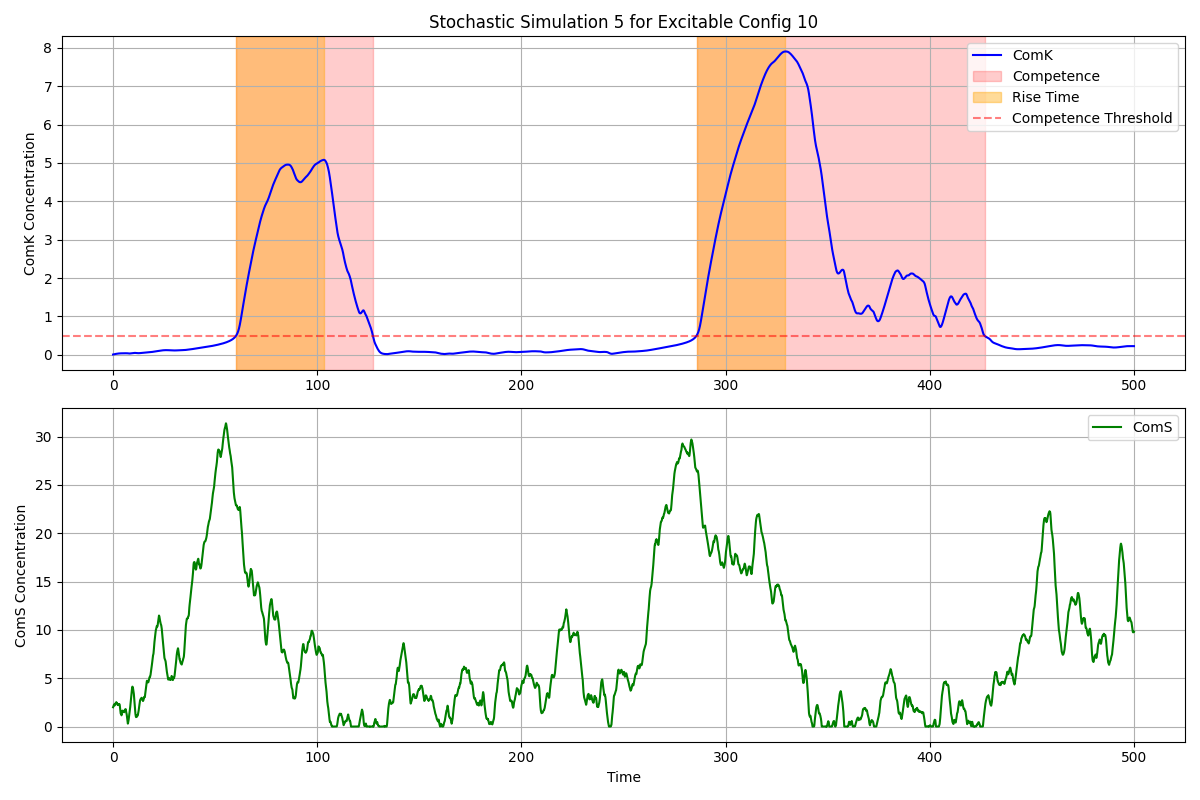 Stochastic Simulation 5 for Excitable Config 10
ComK Concentration
8
7
6
5
4
3
2
1
0
ComK
Competence
Rise Time
Competence Threshold
0 100 200 300 400 500
ComS Concentration
30
25
20
15
10
5
0
ComS
0 100 200 300 400 500
Time